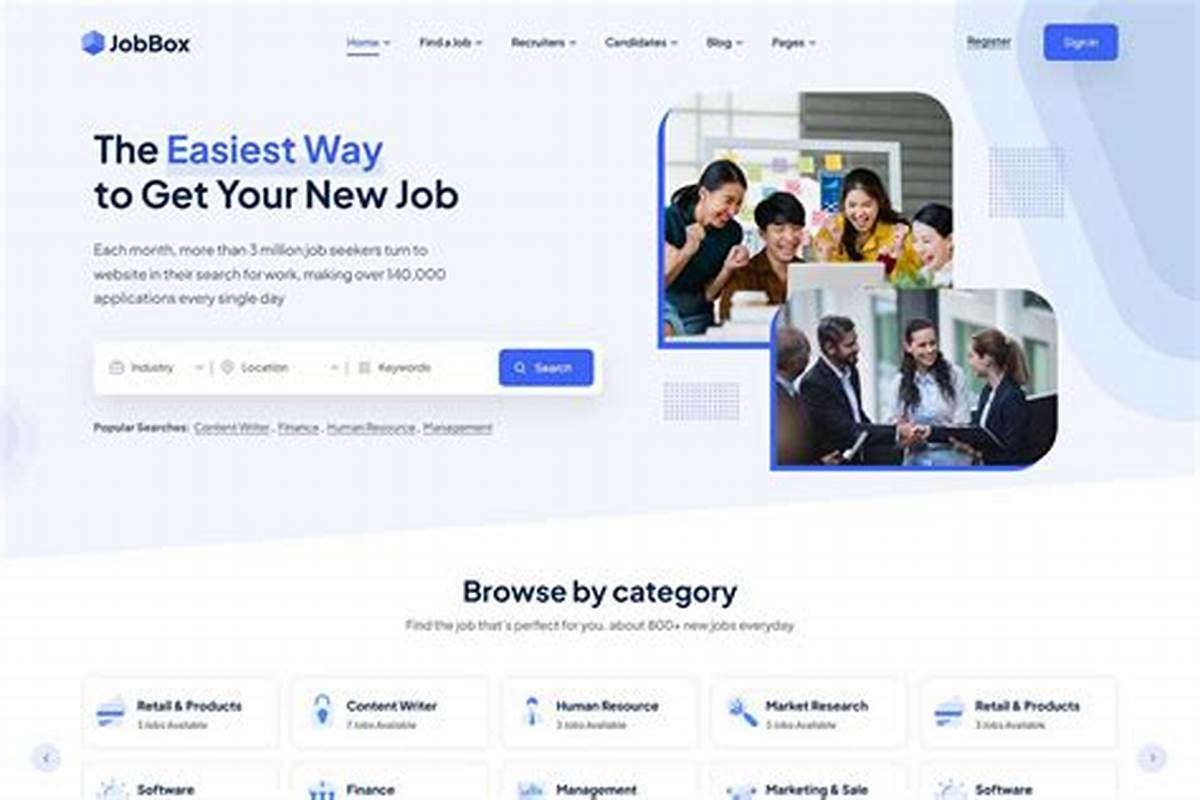 JobBox
Home Find a Job Recruiters Candidates Blog Pages Register Sign in
The Easiest Way
to Get Your New Job
Each month, more than 3 million job seekers turn to
website in their search for work, making over 140,000
applications every single day
Industry Location Keywords Search
Popular Searches: Content Writer, Finance, Human Resource, Management
Browse by category
Find the job that's perfect for you. about 800+ new jobs everyday
Retail & Products Content Writer Human Resource Market Research Retail & Products
3 Jobs Available 7 Jobs Available 3 Jobs Available 3 Jobs Available 3 Jobs Available
Software Finance Management Marketing & Sale Software